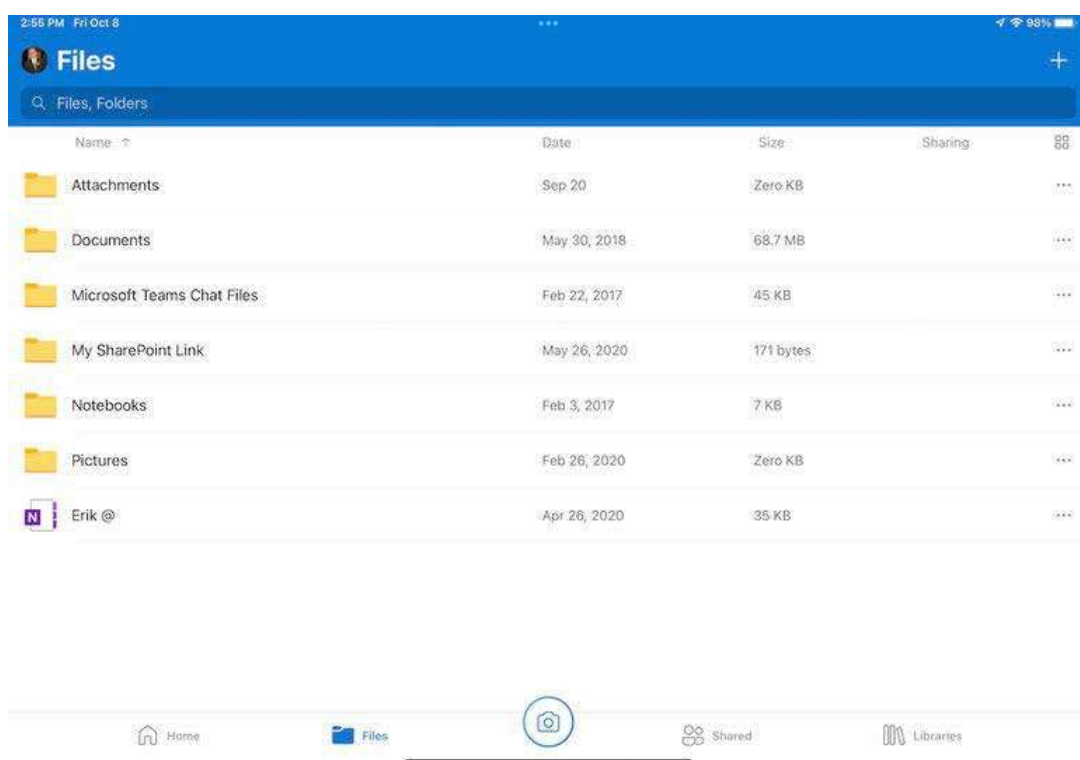 2:55 PM Fri Oct 8 98%
Files
Files, Folders
Name Date Size Sharing
Attachments Sep 20 Zero KB
Documents May 30, 2018 68.7 MB
Microsoft Teams Chat Files Feb 22, 2017 45 KB
My SharePoint Link May 26, 2020 171 bytes
Notebooks Feb 3, 2017 7 KB
Pictures Feb 26, 2020 Zero KB
N Erik @ Apr 26, 2020 35 KB
Home Files Shared Libraries